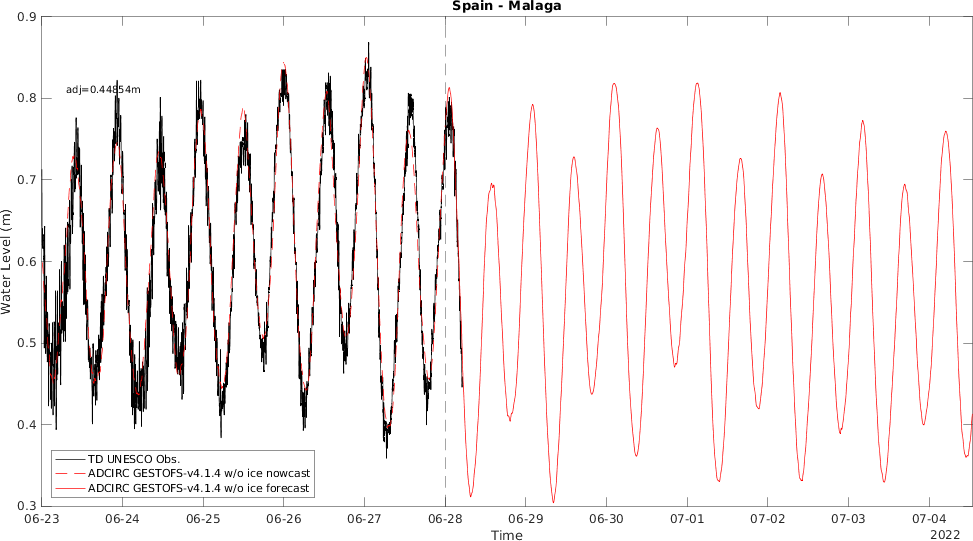 Spain - Malaga
0.9
0.8
0.7
0.6
0.5
0.4
0.3
Water Level (m)
adj=0.44854m
TD UNESCO Obs.
ADCIRC GESTOFS-v4.1.4 w/o ice nowcast
ADCIRC GESTOFS-v4.1.4 w/o ice forecast
06-23 06-24 06-25 06-26 06-27 06-28 06-29 06-30 07-01 07-02 07-03 07-04
2022
Time